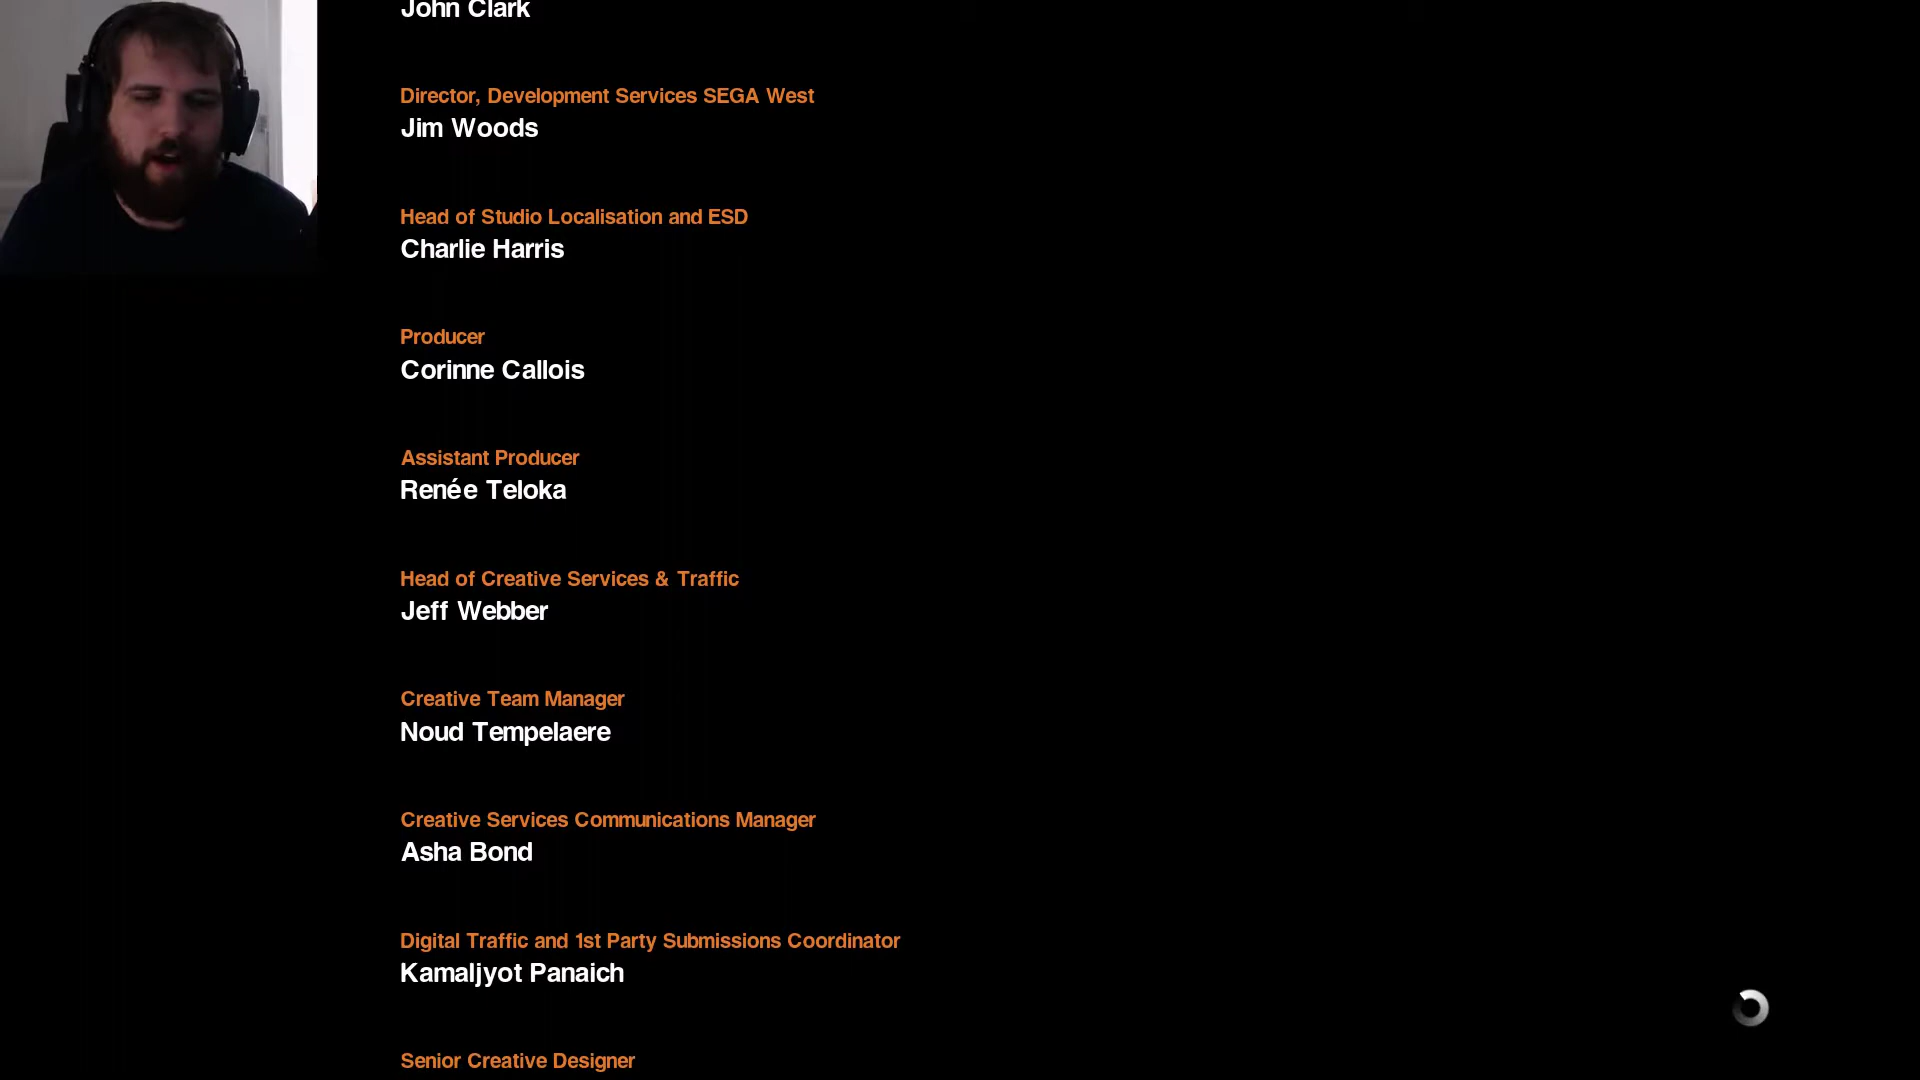 John Clark
Director, Development Services SEGA West
Jim Woods
Head of Studio Localisation and ESD
Charlie Harris
Producer
Corinne Callois
Assistant Producer
Renée Teloka
Head of Creative Services & Traffic
Jeff Webber
Creative Team Manager
Noud Tempelaere
Creative Services Communications Manager
Asha Bond
Digital Traffic and 1st Party Submissions Coordinator
Kamaljyot Panaich
Senior Creative Designer